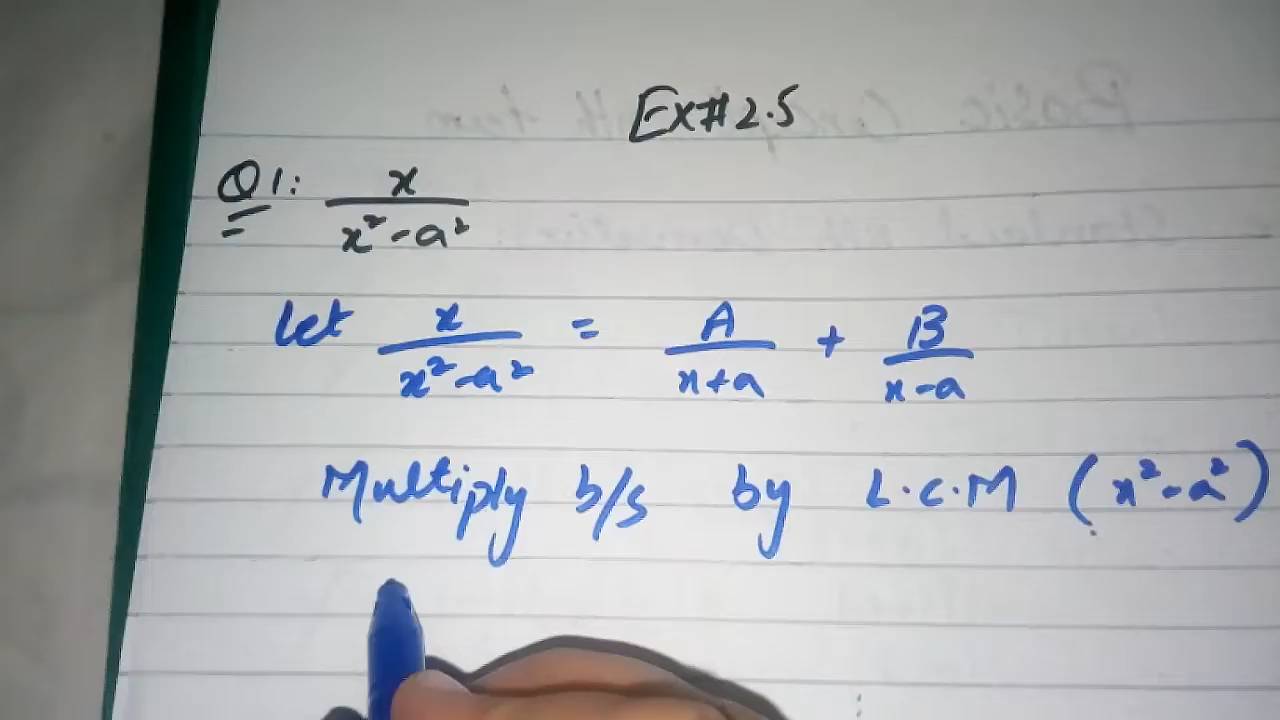 Ex#2.5
Q1: x / x² - a²
Let x / x² - a² = A / x+a + B / x-a
Multiply b/s by L.C.M (x² - a²)